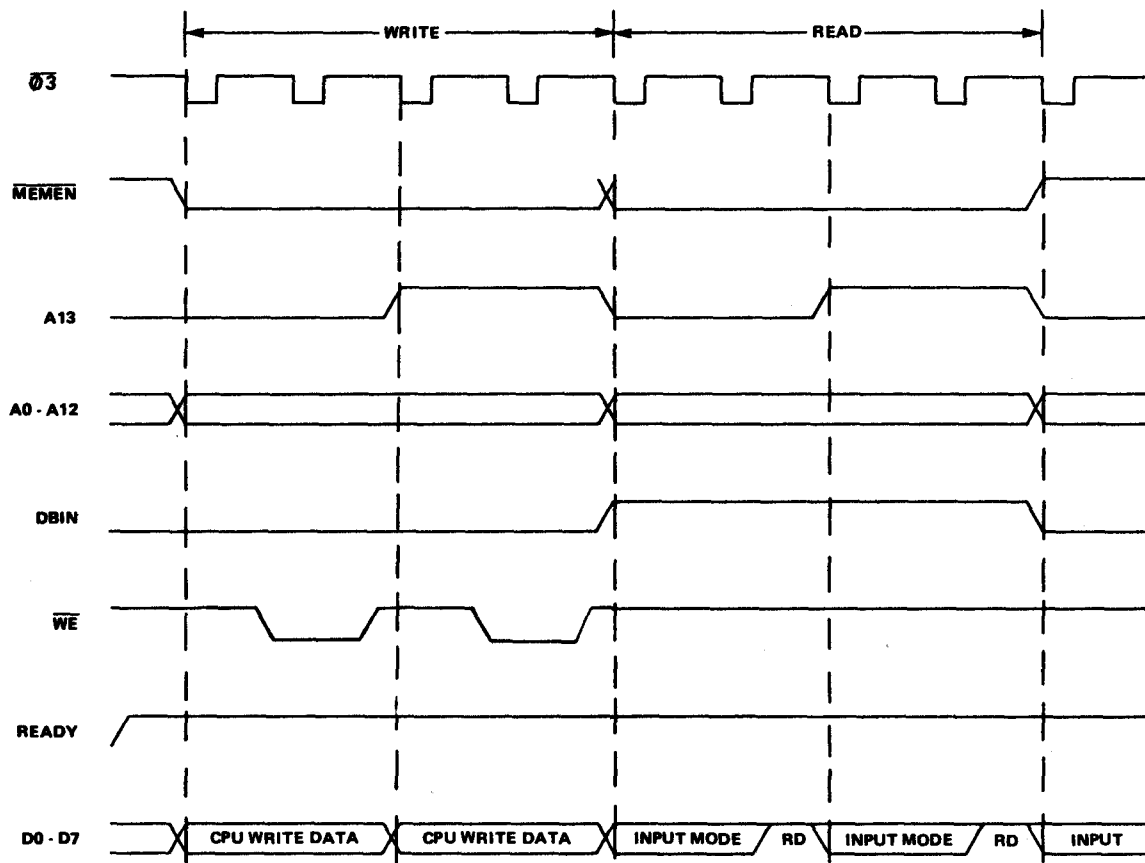 WRITE READ
φ3
MEMEN
A13
A0 - A12
DBIN
WE
READY
D0 - D7 CPU WRITE DATA CPU WRITE DATA INPUT MODE RD INPUT MODE RD INPUT